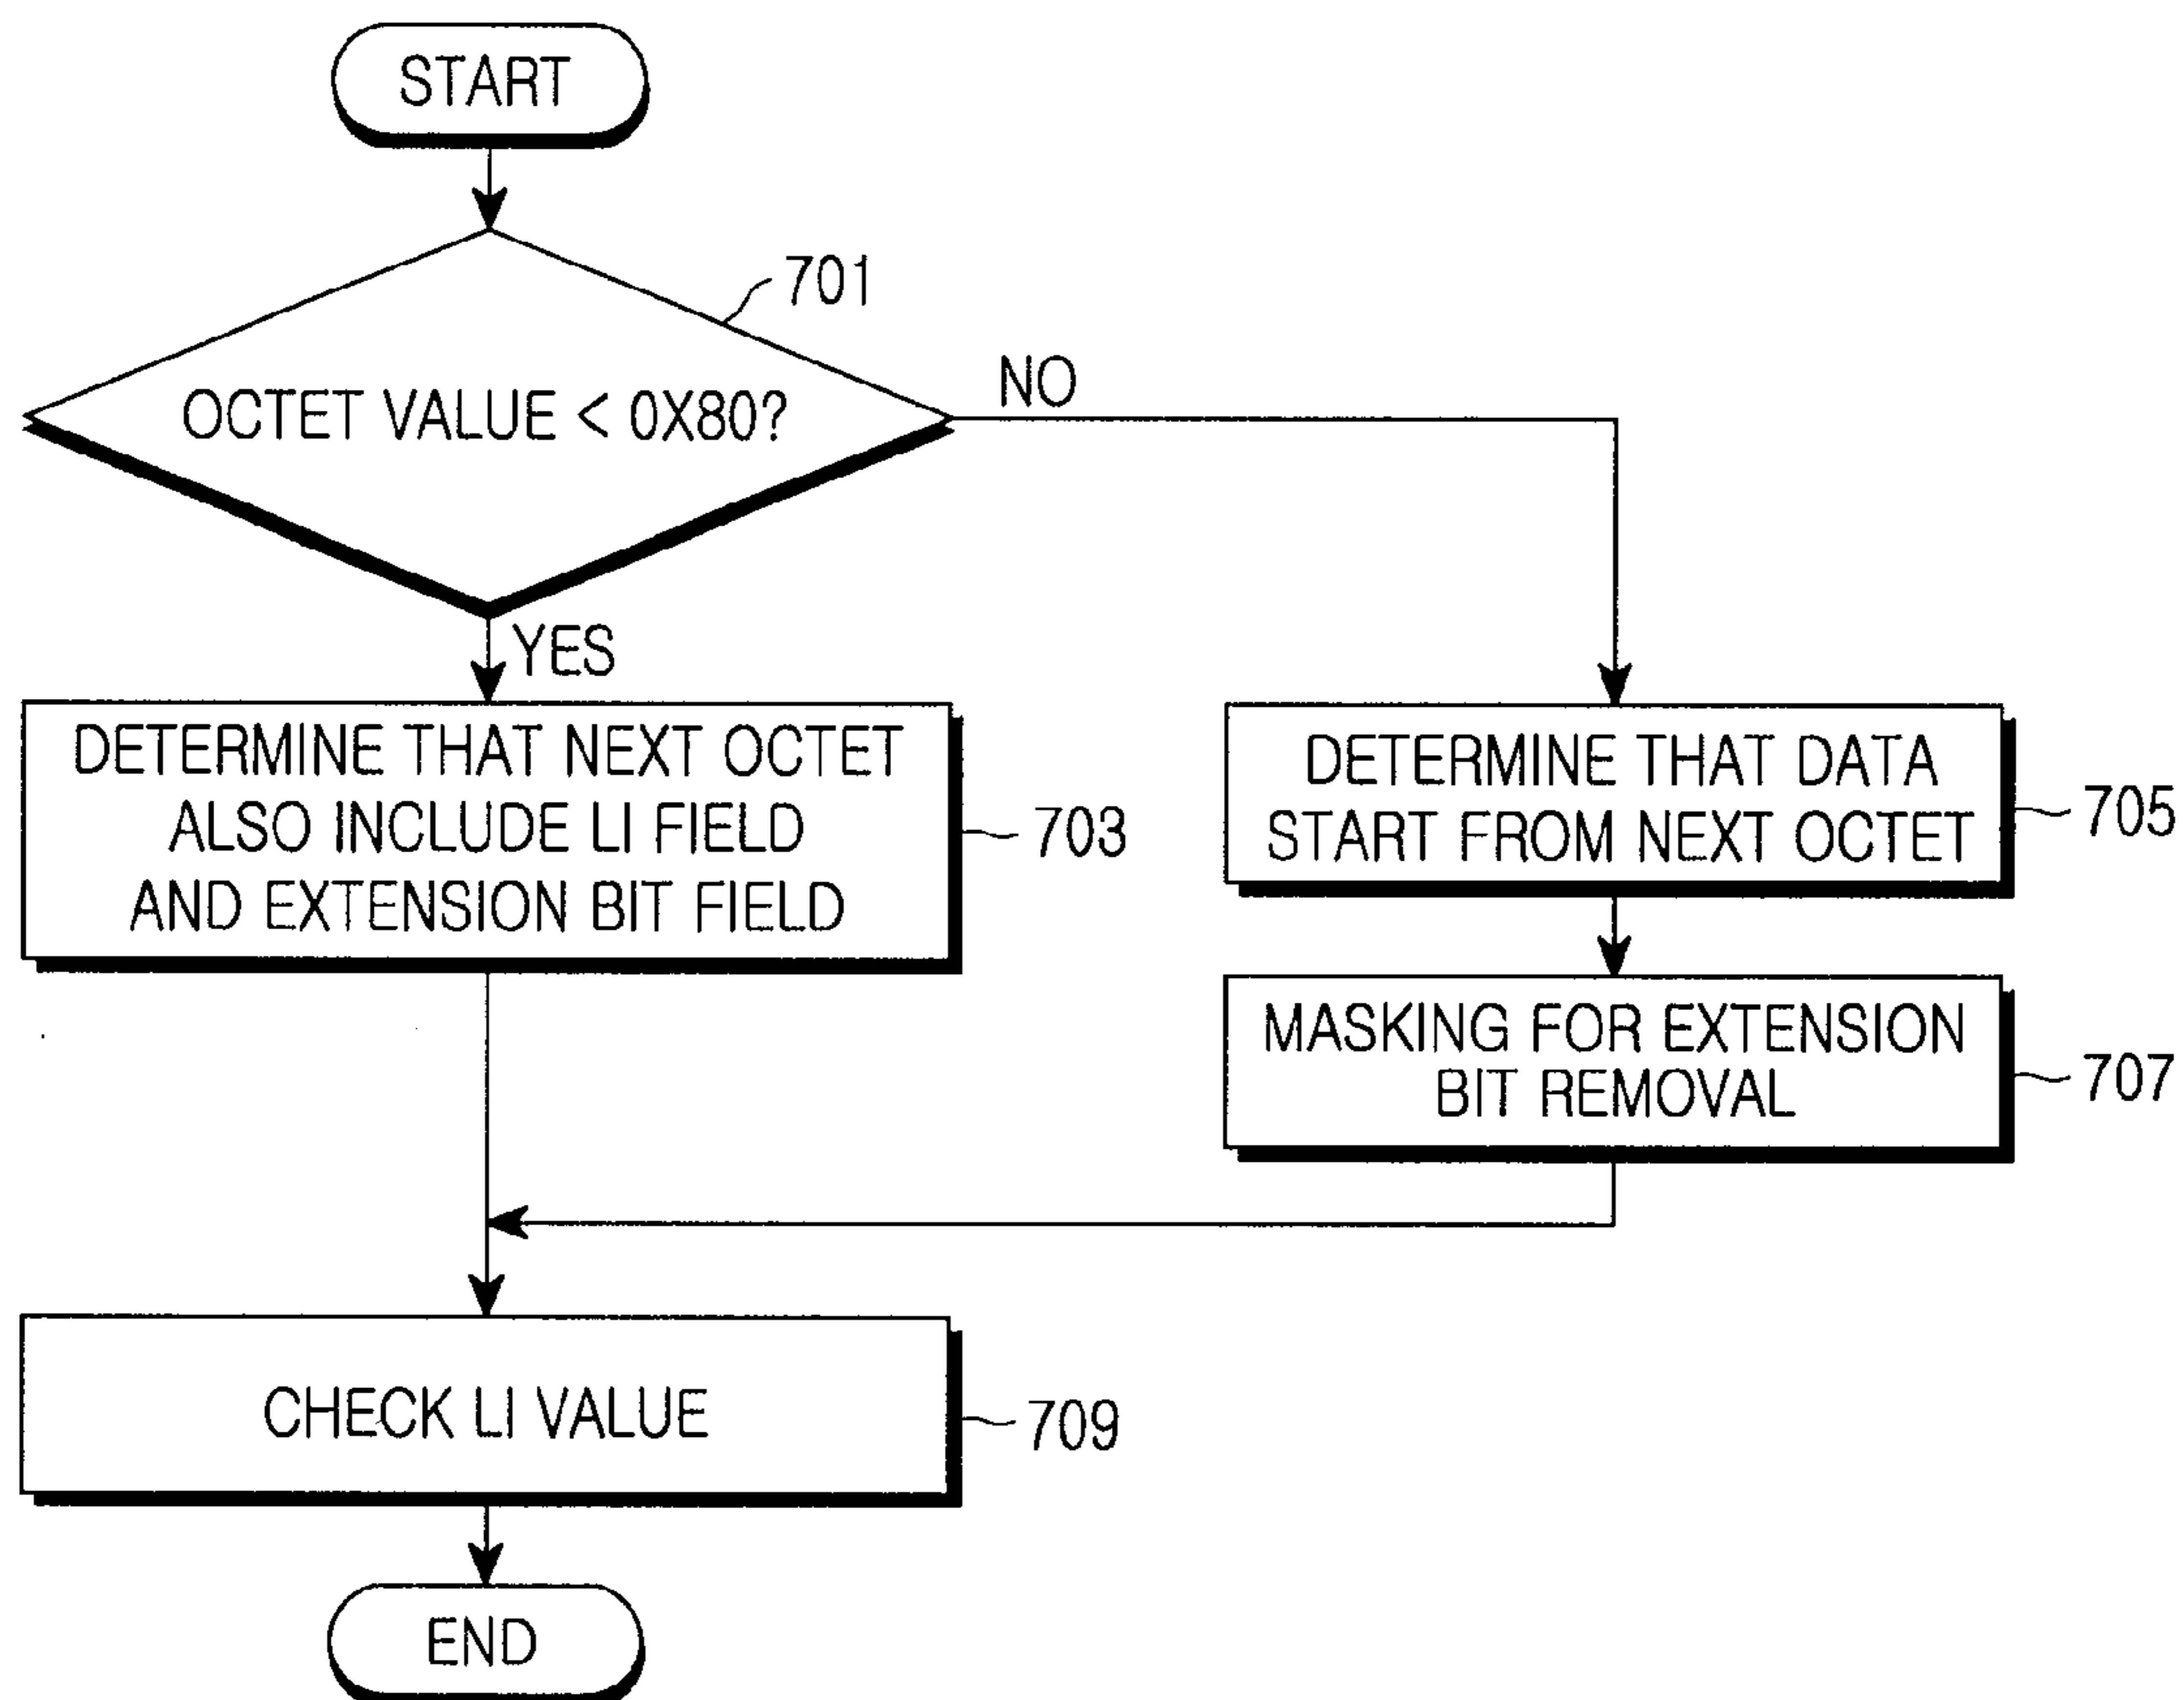 START
701
OCTET VALUE < 0X80?
NO
YES
DETERMINE THAT NEXT OCTET
ALSO INCLUDE LI FIELD
AND EXTENSION BIT FIELD
703
DETERMINE THAT DATA
START FROM NEXT OCTET
705
MASKING FOR EXTENSION
BIT REMOVAL
707
CHECK LI VALUE
709
END